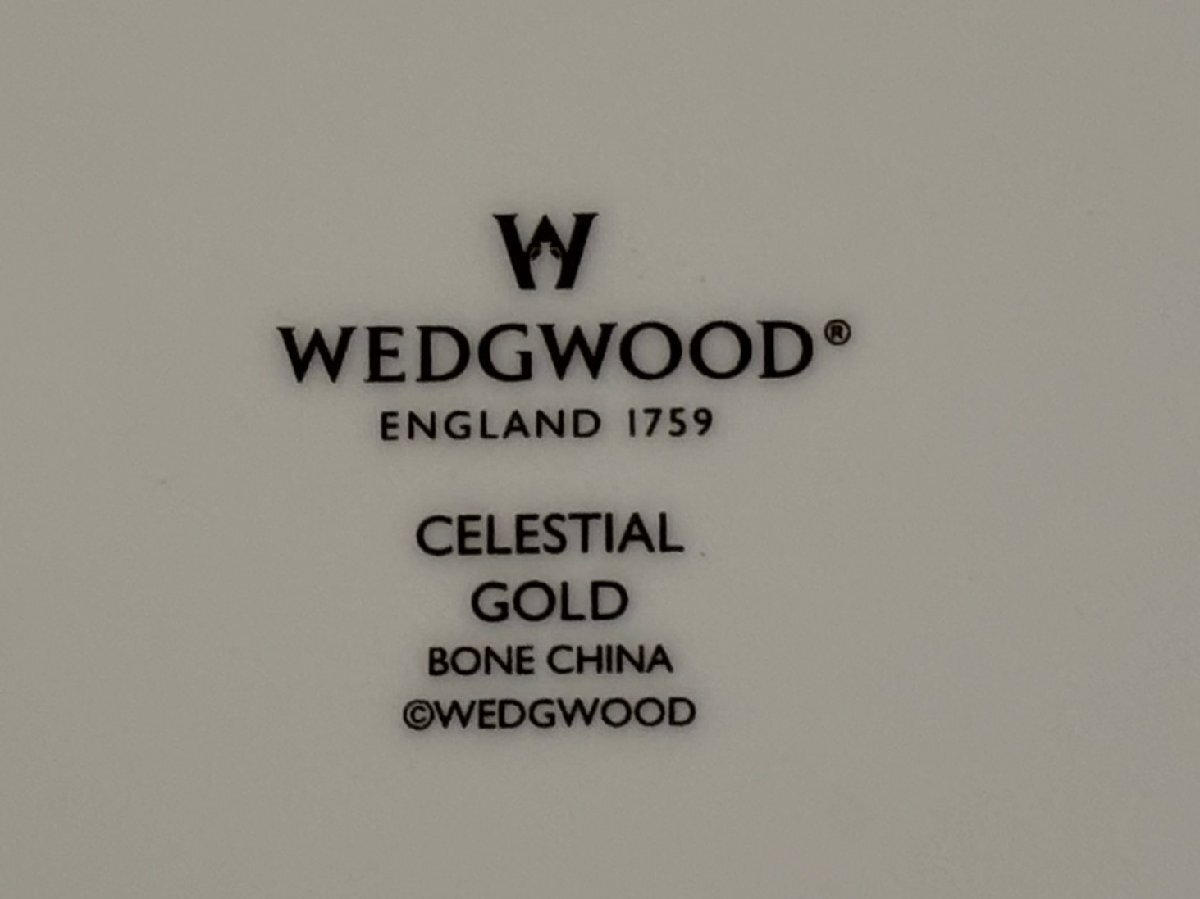 W
WEDGWOOD®
ENGLAND 1759
CELESTIAL
GOLD
BONE CHINA
©WEDGWOOD